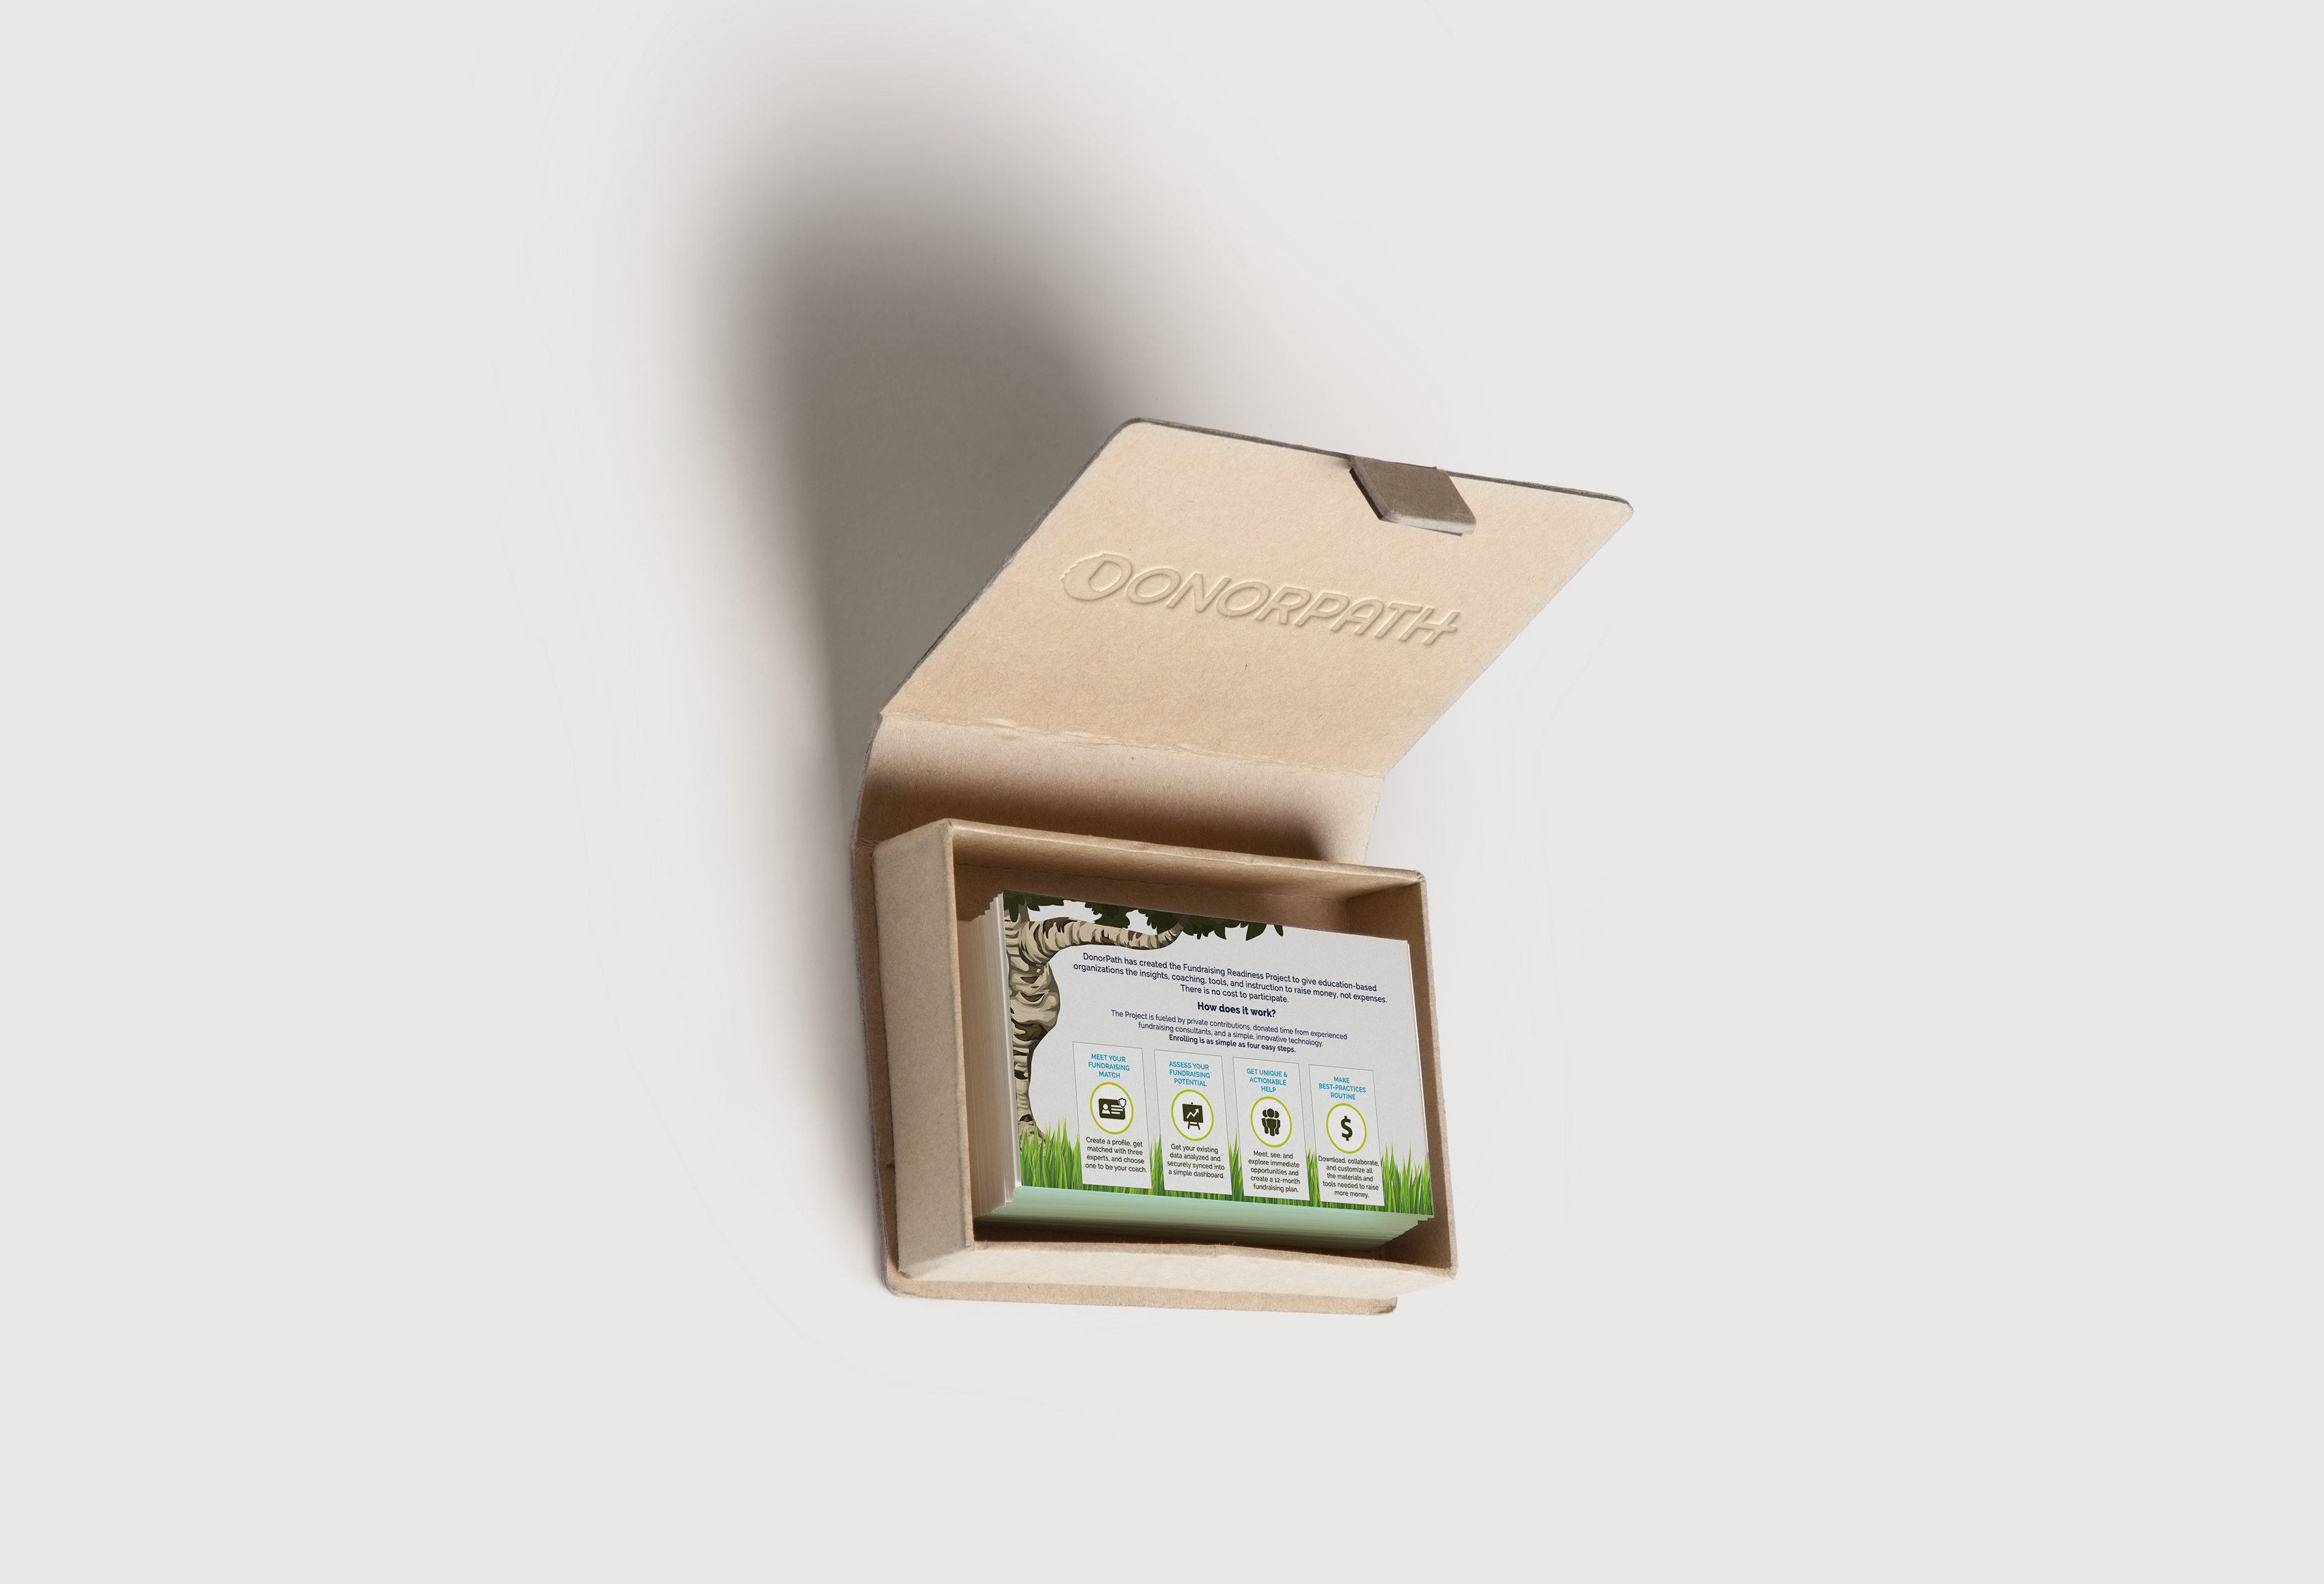 DONORPATH
DonorPath has created the Fundraising Readiness Project to give education-based
organizations the insights, coaching, tools, and instruction to raise money, not expenses.
There is no cost to participate.
How does it work?
The Project is fueled by private contributions, donated time from experienced
fundraising consultants, and a simple, innovative technology.
Enrolling is as simple as four easy steps.
MEET YOUR
FUNDRAISING
MATCH
Create a profile, get
matched with three
experts, and choose
one to be your coach.
ASSESS YOUR
FUNDRAISING
POTENTIAL
Get your existing
data analyzed and
securely synced into
a simple dashboard.
GET UNIQUE &
ACTIONABLE
HELP
Meet, see, and
explore immediate
opportunities and
create a 12-month
fundraising plan.
MAKE
BEST-PRACTICES
ROUTINE
$
Download, collaborate,
and customize all
the materials and
tools needed to raise
more money.